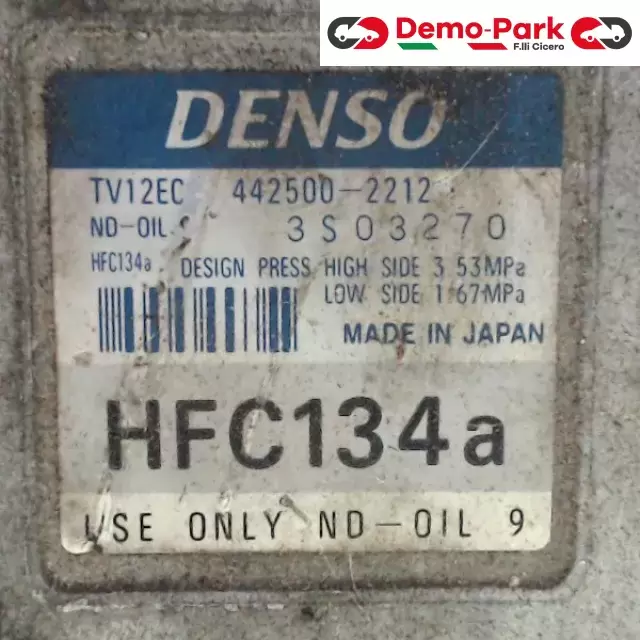 Demo-Park
F.lli Cicero
DENSO
TV12EC 442500-2212
ND-OIL 3S03270
HFC134a DESIGN PRESS HIGH SIDE 3.53MPa
LOW SIDE 1.67MPa
MADE IN JAPAN
HFC134a
USE ONLY ND-OIL 9